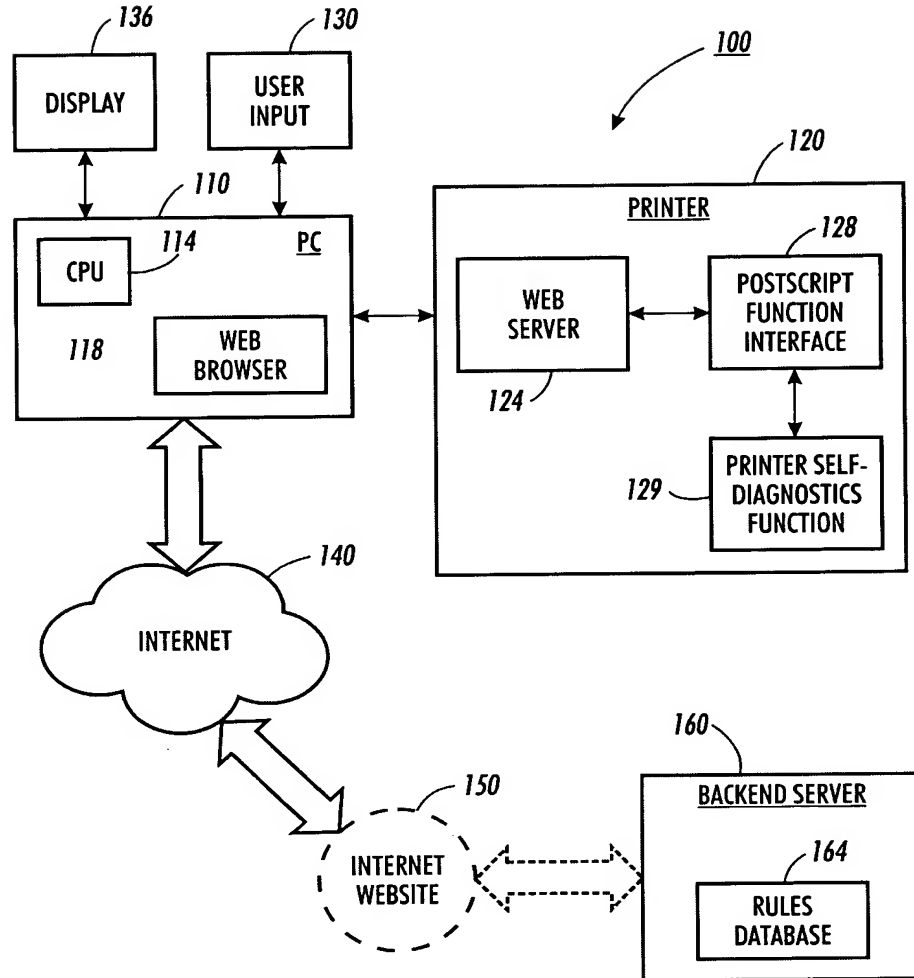 136
130
100
DISPLAY
USER
INPUT
110
120
PC
114
CPU
118
WEB
BROWSER
PRINTER
128
WEB
SERVER
124
POSTSCRIPT
FUNCTION
INTERFACE
129
PRINTER SELF-
DIAGNOSTICS
FUNCTION
140
INTERNET
150
INTERNET
WEBSITE
160
BACKEND SERVER
164
RULES
DATABASE